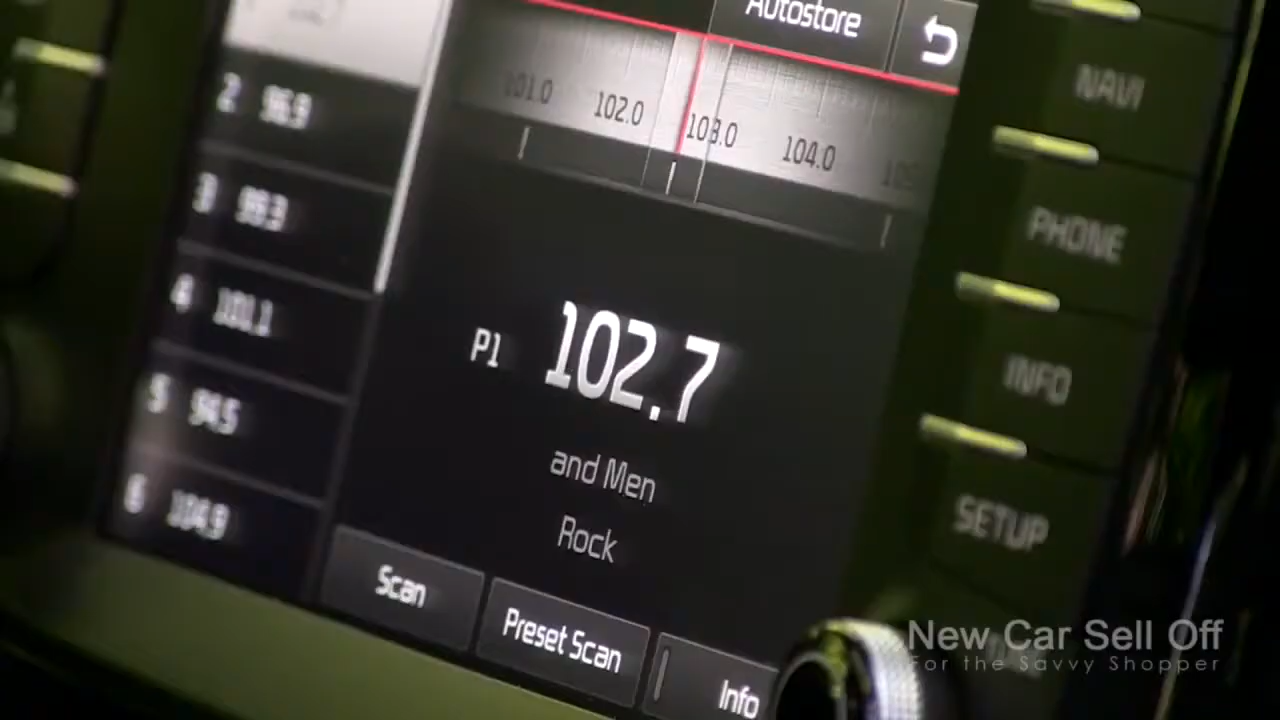 Autostore
101.0 102.0 103.0 104.0
2 96.9
3 99.3
4 101.1
5 94.5
6 104.9
P1 102.7
and Men
Rock
Scan
Preset Scan
Info
NAVI
PHONE
INFO
SETUP
New Car Sell Off
For the Savvy Shopper